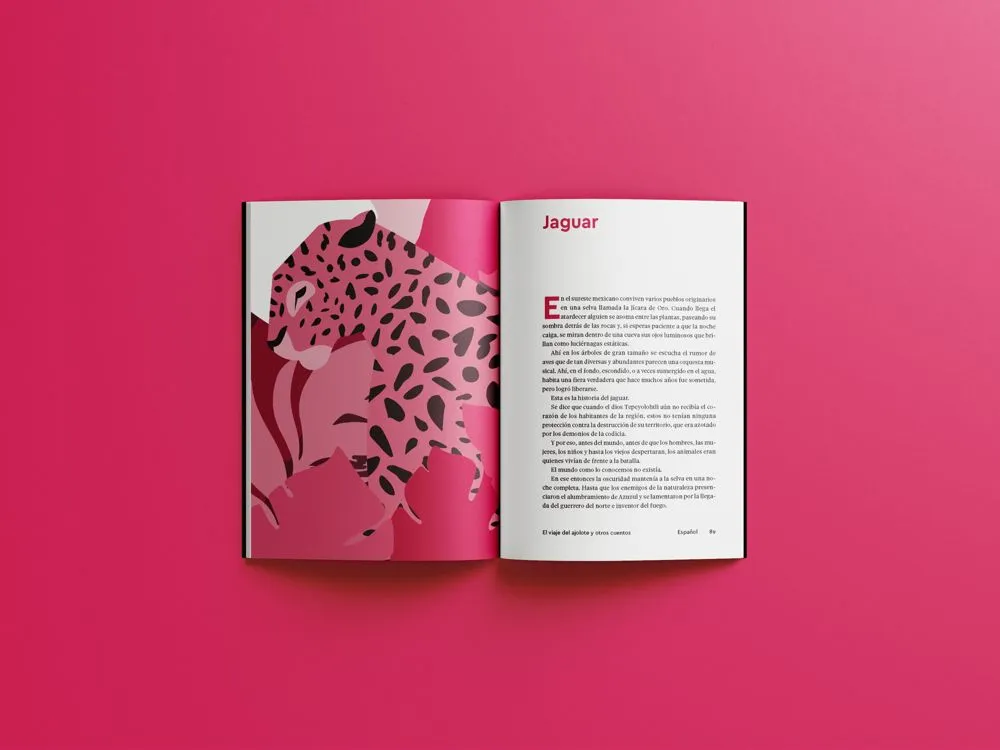 Jaguar
En el sureste mexicano conviven varios pueblos originarios
en una selva llamada la Jícara de Oro. Cuando llega el
atardecer alguien se asoma entre las plantas, paseando su
sombra detrás de las rocas y, si esperas paciente a que la noche
caiga, se miran dentro de una cueva sus ojos luminosos que bri-
llan como luciérnagas estáticas.
Ahí en los árboles de gran tamaño se escucha el rumor de
aves que de tan diversas y abundantes parecen una orquesta mu-
sical. Ahí, en el fondo, escondido, o a veces sumergido en el agua,
habita una fiera verdadera que hace muchos años fue sometida,
pero logró liberarse.
Esta es la historia del jaguar.
Se dice que cuando el dios Tepeyolohtli aún no recibía el co-
razón de los habitantes de la región, estos no tenían ninguna
protección contra la destrucción de su territorio, que era azotado
por los demonios de la codicia.
Y por eso, antes del mundo, antes de que los hombres, las mu-
jeres, los niños y hasta los viejos despertaran, los animales eran
quienes vivían de frente a la batalla.
El mundo como lo conocemos no existía.
En ese entonces la oscuridad mantenía a la selva en una no-
che completa. Hasta que los enemigos de la naturaleza presen-
ciaron el alumbramiento de Azuzul y se lamentaron por la llega-
da del guerrero del norte e inventor del fuego.
El viaje del ajolote y otros cuentos Español 89